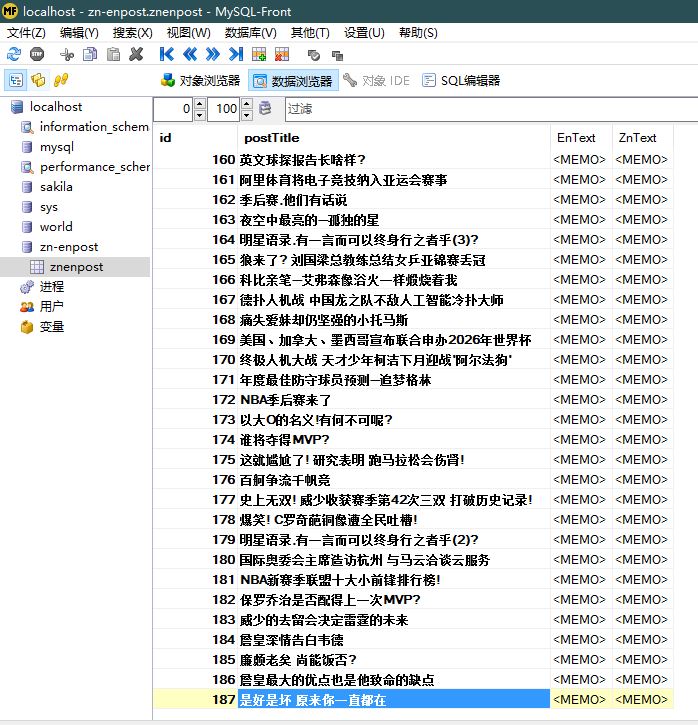 localhost - zn-enpost.znenpost - MySQL-Front
文件(Z) 编辑(Y) 搜索(X) 视图(W) 数据库(V) 其他(T) 设置(U) 帮助(S)
对象浏览器 数据浏览器 对象 IDE SQL编辑器
localhost
information_schem
mysql
performance_scher
sakila
sys
world
zn-enpost
znenpost
进程
用户
变量
0 100 过滤
id postTitle EnText ZnText
160 英文球探报告长啥样? <MEMO> <MEMO>
161 阿里体育将电子竞技纳入亚运会赛事 <MEMO> <MEMO>
162 季后赛.他们有话说 <MEMO> <MEMO>
163 夜空中最亮的—孤独的星 <MEMO> <MEMO>
164 明星语录.有一言而可以终身行之者乎(3)? <MEMO> <MEMO>
165 狼来了? 刘国梁总教练总结女乒亚锦赛丢冠 <MEMO> <MEMO>
166 科比亲笔—艾弗森像浴火一样煅烧着我 <MEMO> <MEMO>
167 德扑人机战 中国龙之队不敌人工智能冷扑大师 <MEMO> <MEMO>
168 痛失爱妹却仍坚强的小托马斯 <MEMO> <MEMO>
169 美国、加拿大、墨西哥宣布联合申办2026年世界杯 <MEMO> <MEMO>
170 终极人机大战 天才少年柯洁下月迎战'阿尔法狗' <MEMO> <MEMO>
171 年度最佳防守球员预测—追梦格林 <MEMO> <MEMO>
172 NBA季后赛来了 <MEMO> <MEMO>
173 以大O的名义!有何不可呢? <MEMO> <MEMO>
174 谁将夺得MVP? <MEMO> <MEMO>
175 这就尴尬了! 研究表明 跑马拉松会伤肾! <MEMO> <MEMO>
176 百舸争流千帆竞 <MEMO> <MEMO>
177 史上无双! 威少收获赛季第42次三双 打破历史记录! <MEMO> <MEMO>
178 爆笑! C罗奇葩铜像遭全民吐槽! <MEMO> <MEMO>
179 明星语录.有一言而可以终身行之者乎(2)? <MEMO> <MEMO>
180 国际奥委会主席造访杭州 与马云洽谈云服务 <MEMO> <MEMO>
181 NBA新赛季联盟十大小前锋排行榜! <MEMO> <MEMO>
182 保罗乔治是否配得上一次MVP? <MEMO> <MEMO>
183 威少的去留会决定雷霆的未来 <MEMO> <MEMO>
184 詹皇深情告白韦德 <MEMO> <MEMO>
185 廉颇老矣 尚能饭否? <MEMO> <MEMO>
186 詹皇最大的优点也是他致命的缺点 <MEMO> <MEMO>
187 是好是坏 原来你一直都在 <MEMO> <MEMO>